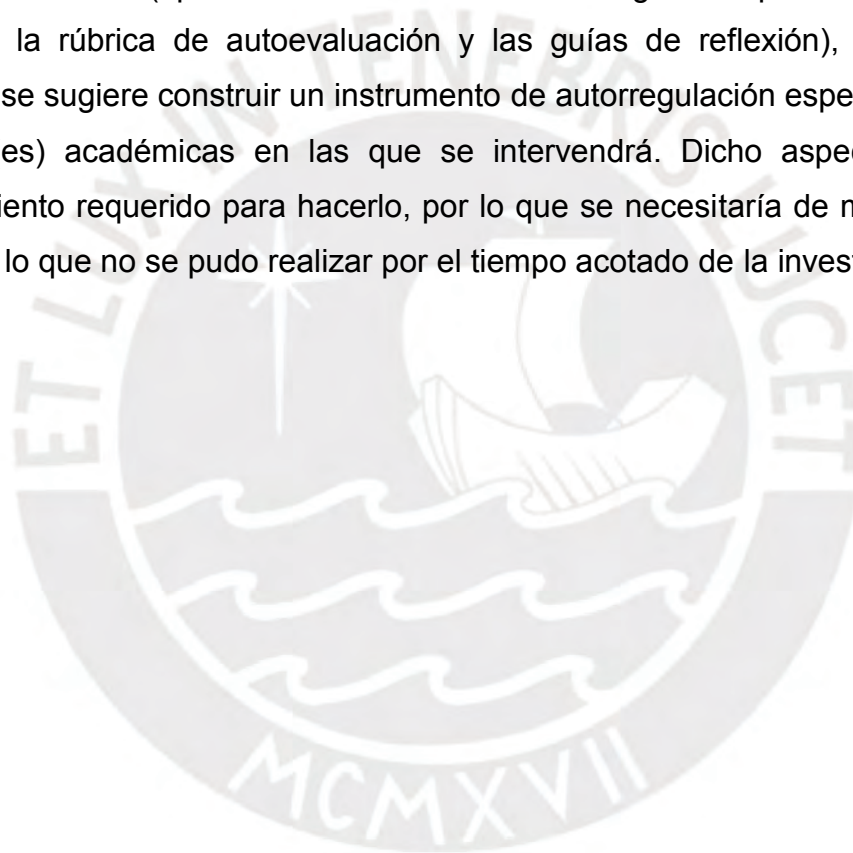 la rúbrica de autoevaluación y las guías de reflexión),
se sugiere construir un instrumento de autorregulación espe
es) académicas en las que se intervendrá. Dicho aspec
iento requerido para hacerlo, por lo que se necesitaría de m
lo que no se pudo realizar por el tiempo acotado de la inves
ET LUX IN TENEBRIS LUCET
MCMXVII